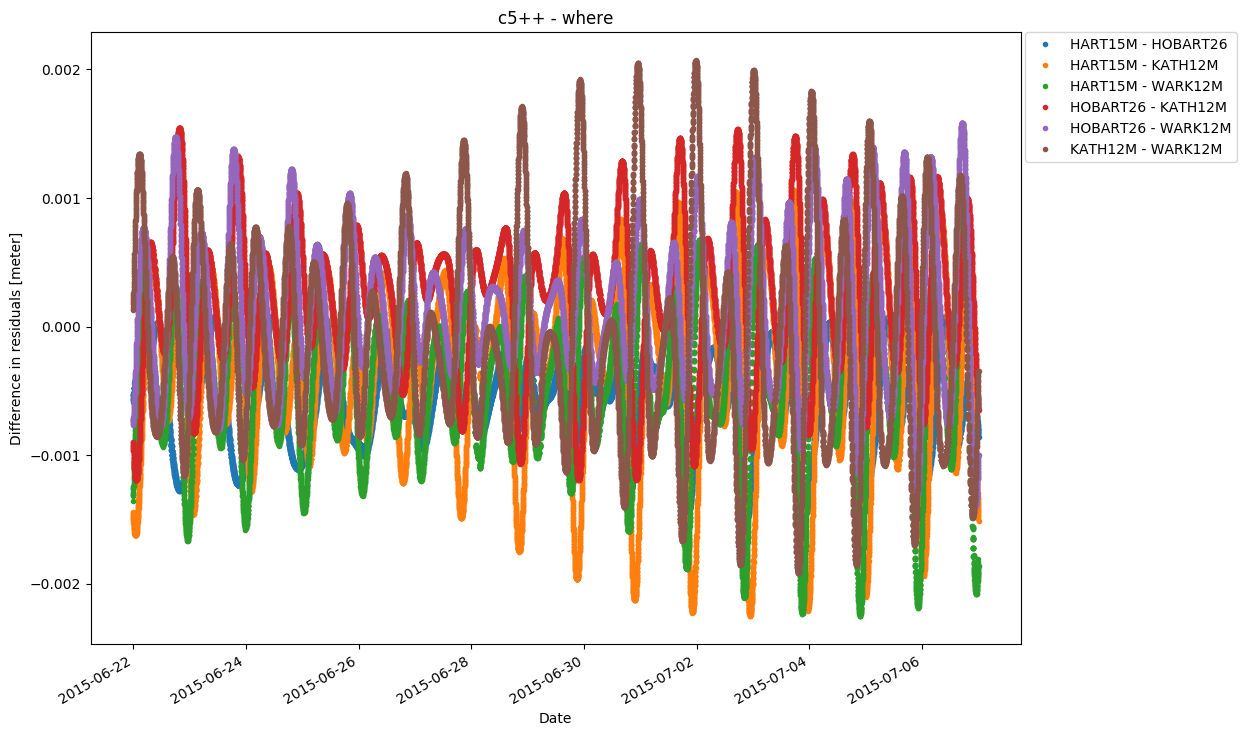 c5++ - where
HART15M - HOBART26
HART15M - KATH12M
HART15M - WARK12M
HOBART26 - KATH12M
HOBART26 - WARK12M
KATH12M - WARK12M
Difference in residuals [meter]
0.002
0.001
0.000
−0.001
−0.002
2015-06-22
2015-06-24
2015-06-26
2015-06-28
2015-06-30
2015-07-02
2015-07-04
2015-07-06
Date